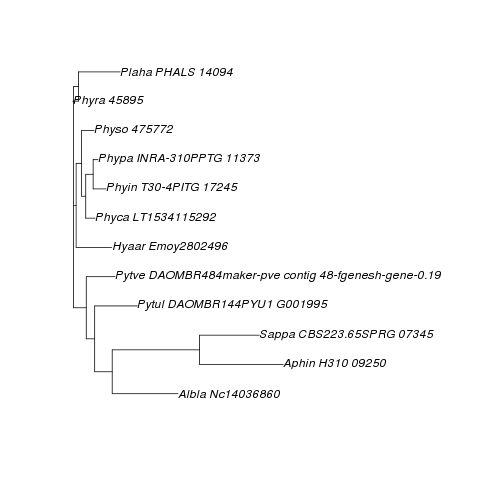 Plaha PHALS 14094
Phyra 45895
Physo 475772
Phypa INRA-310PPTG 11373
Phyin T30-4PITG 17245
Phyca LT1534115292
Hyaar Emoy2802496
Pytve DAOMBR484maker-pve contig 48-fgenesh-gene-0.19
Pytul DAOMBR144PYU1 G001995
Sappa CBS223.65SPRG 07345
Aphin H310 09250
Albla Nc14036860